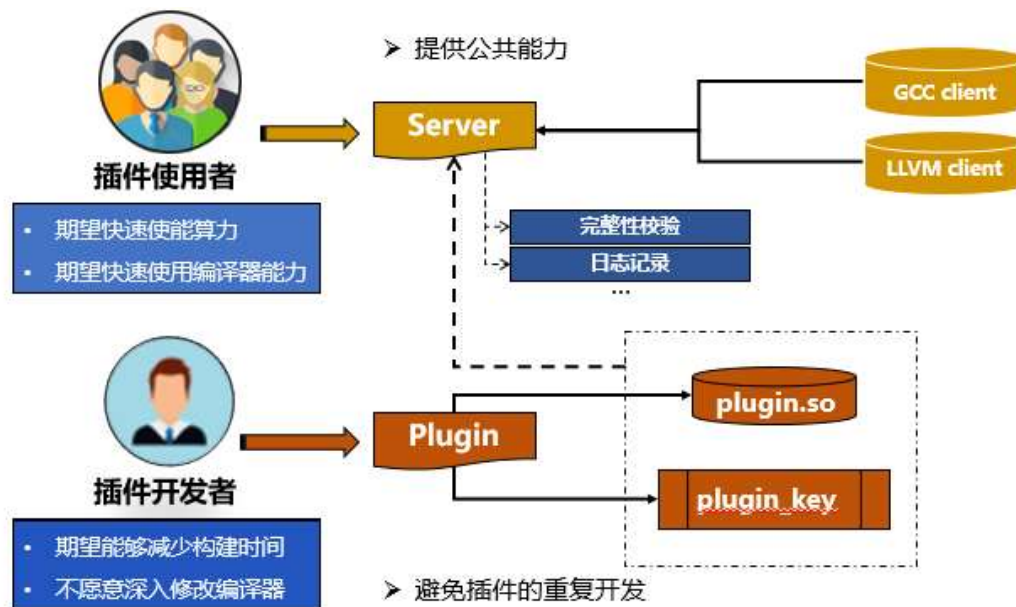 ➢ 提供公共能力
GCC client
Server
LLVM client
插件使用者
• 期望快速使能算力
• 期望快速使用编译器能力
完整性校验
日志记录
...
plugin.so
Plugin
plugin_key
插件开发者
• 期望能够减少构建时间
• 不愿意深入修改编译器
➢ 避免插件的重复开发